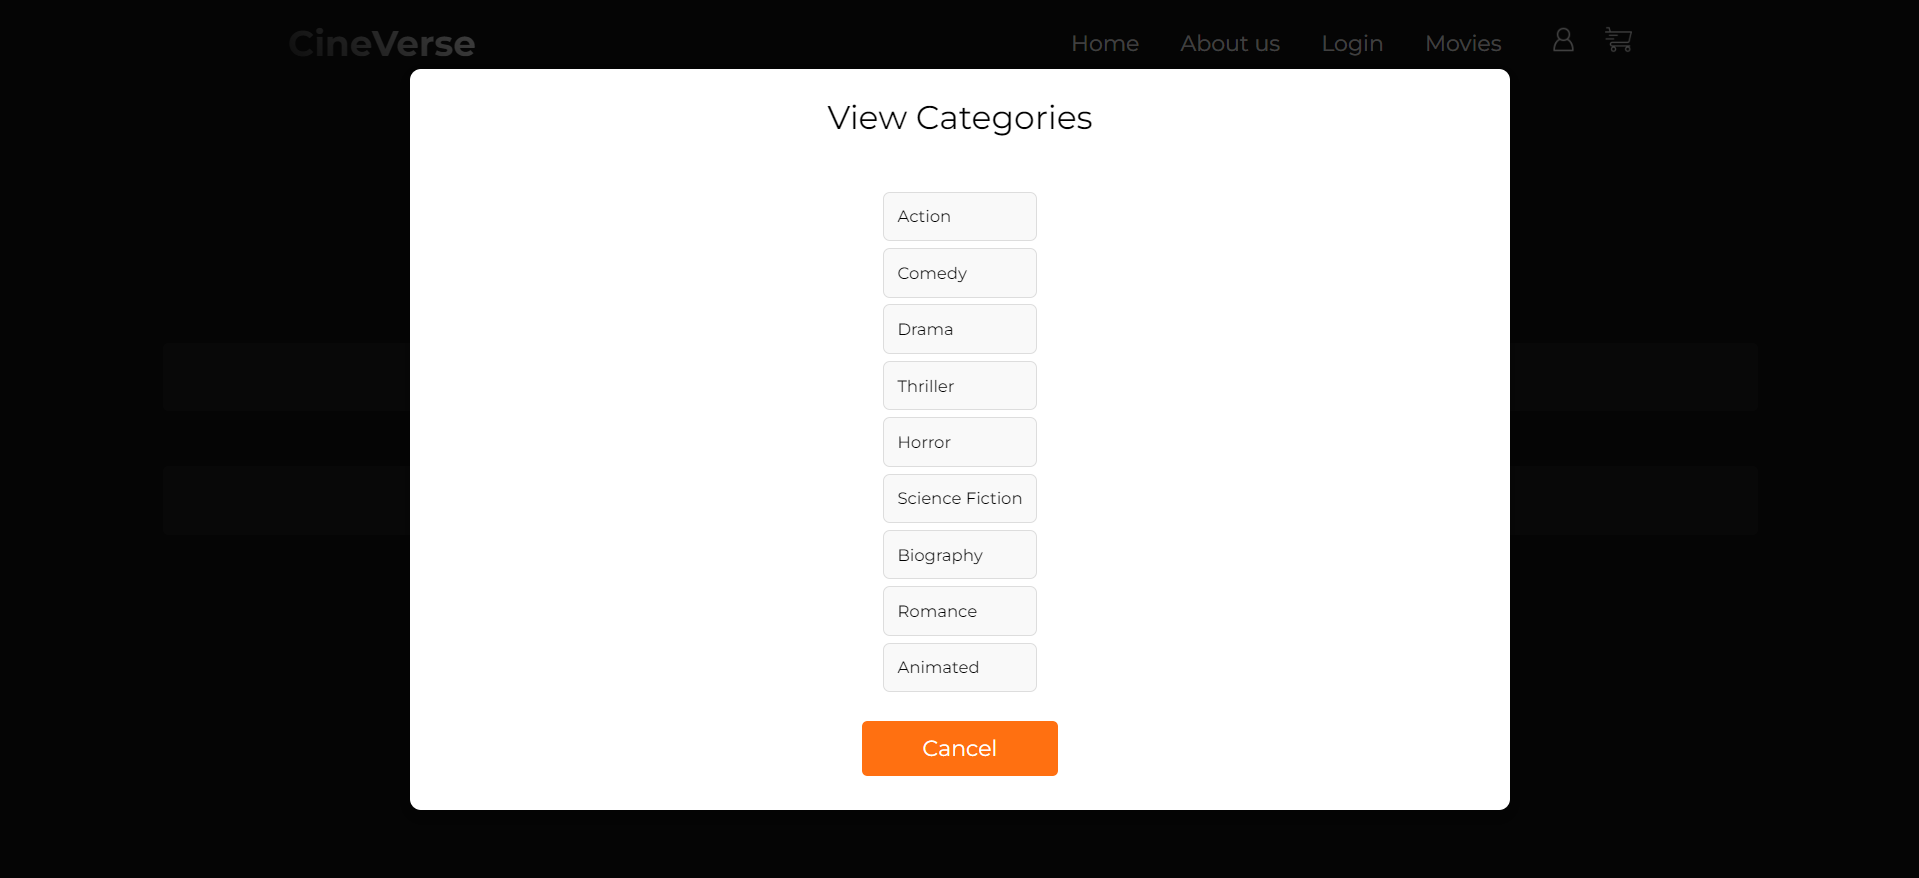 CineVerse
Home About us Login Movies
View Categories
Action
Comedy
Drama
Thriller
Horror
Science Fiction
Biography
Romance
Animated
Cancel